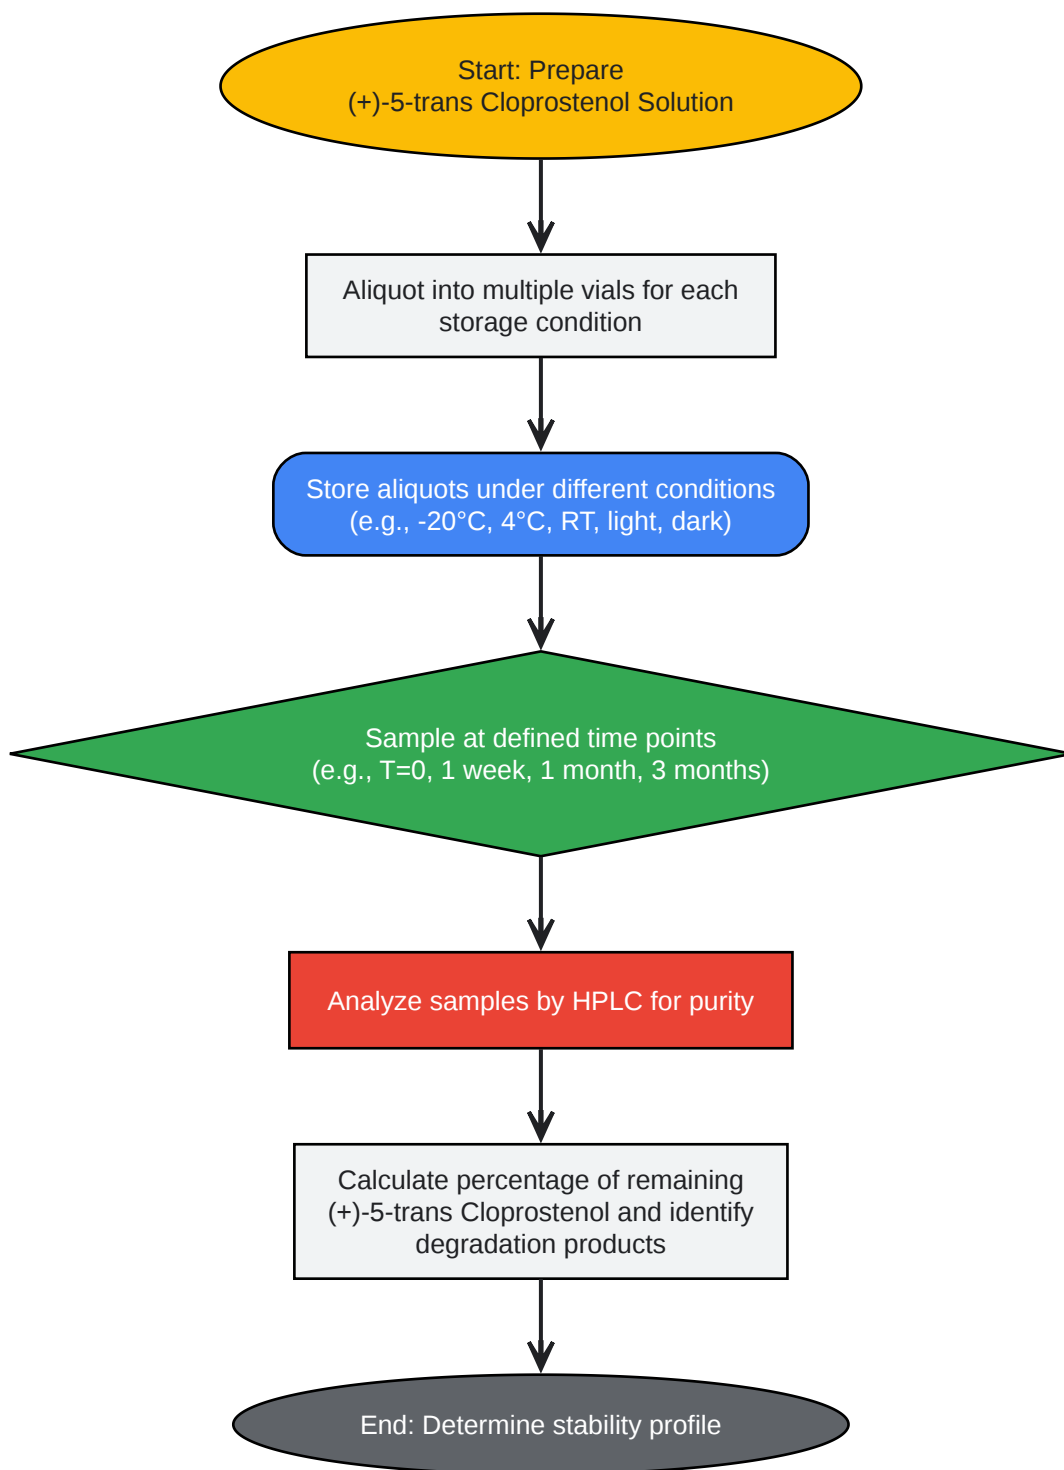 Start: Prepare
(+)-5-trans Cloprostenol Solution
Aliquot into multiple vials for each
storage condition
Store aliquots under different conditions
(e.g., -20°C, 4°C, RT, light, dark)
Sample at defined time points
(e.g., T=0, 1 week, 1 month, 3 months)
Analyze samples by HPLC for purity
Calculate percentage of remaining
(+)-5-trans Cloprostenol and identify
degradation products
End: Determine stability profile